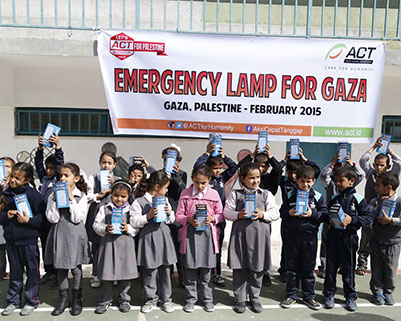 LET'S
ACT FOR PALESTINE
ACT
CARE FOR HUMANITY
EMERGENCY LAMP FOR GAZA
GAZA, PALESTINE - FEBRUARY 2015
@ACTforHumanity
AksiCepatTanggap
www.act.id